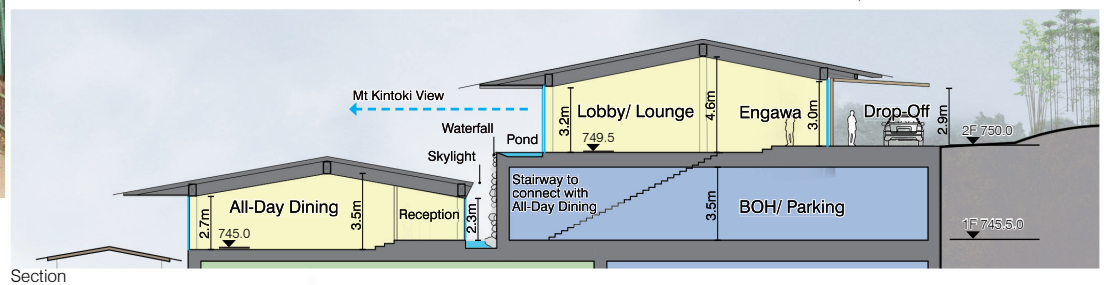 Mt Kintoki View
Waterfall
Pond
Skylight
3.2m
Lobby/ Lounge
749.5
4.6m
Engawa
3.0m
Drop-Off
2.9m
2F 750.0
Stairway to
connect with
All-Day Dining
3.5m
BOH/ Parking
1F 745.5.0
2.7m
All-Day Dining
745.0
3.5m
Reception
2.3m
Section